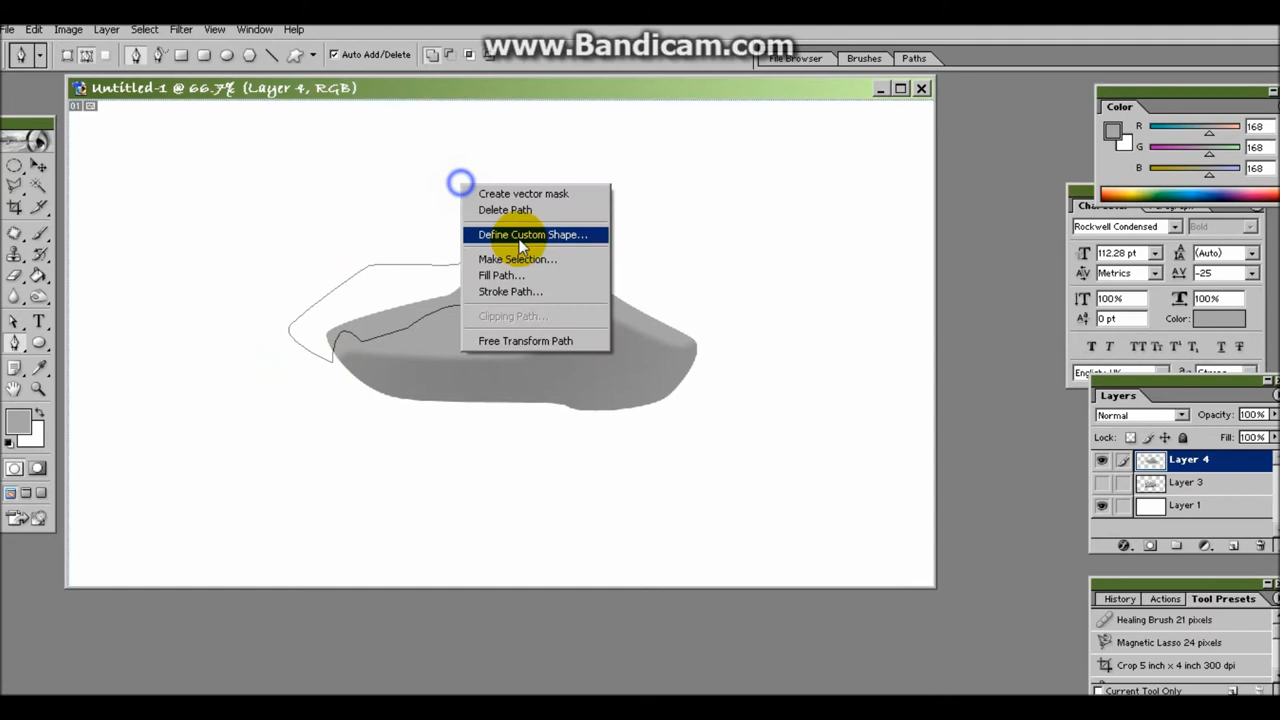 File Edit Image Layer Select Filter View Window Help
www.Bandicam.com
Auto Add/Delete
File Browser Brushes Paths
Untitled-1 @ 66.7% (Layer 4, RGB)
01
Create vector mask
Delete Path
Define Custom Shape...
Make Selection...
Fill Path...
Stroke Path...
Clipping Path...
Free Transform Path
Color
R 168
G 168
B 168
Rockwell Condensed Bold
112.28 pt (Auto)
Metrics -25
100% 100%
0 pt Color:
T T TT Tt T T T
Layers
Normal Opacity: 100%
Lock: Fill: 100%
Layer 4
Layer 3
Layer 1
History Actions Tool Presets
Healing Brush 21 pixels
Magnetic Lasso 24 pixels
Crop 5 inch x 4 inch 300 dpi
Current Tool Only